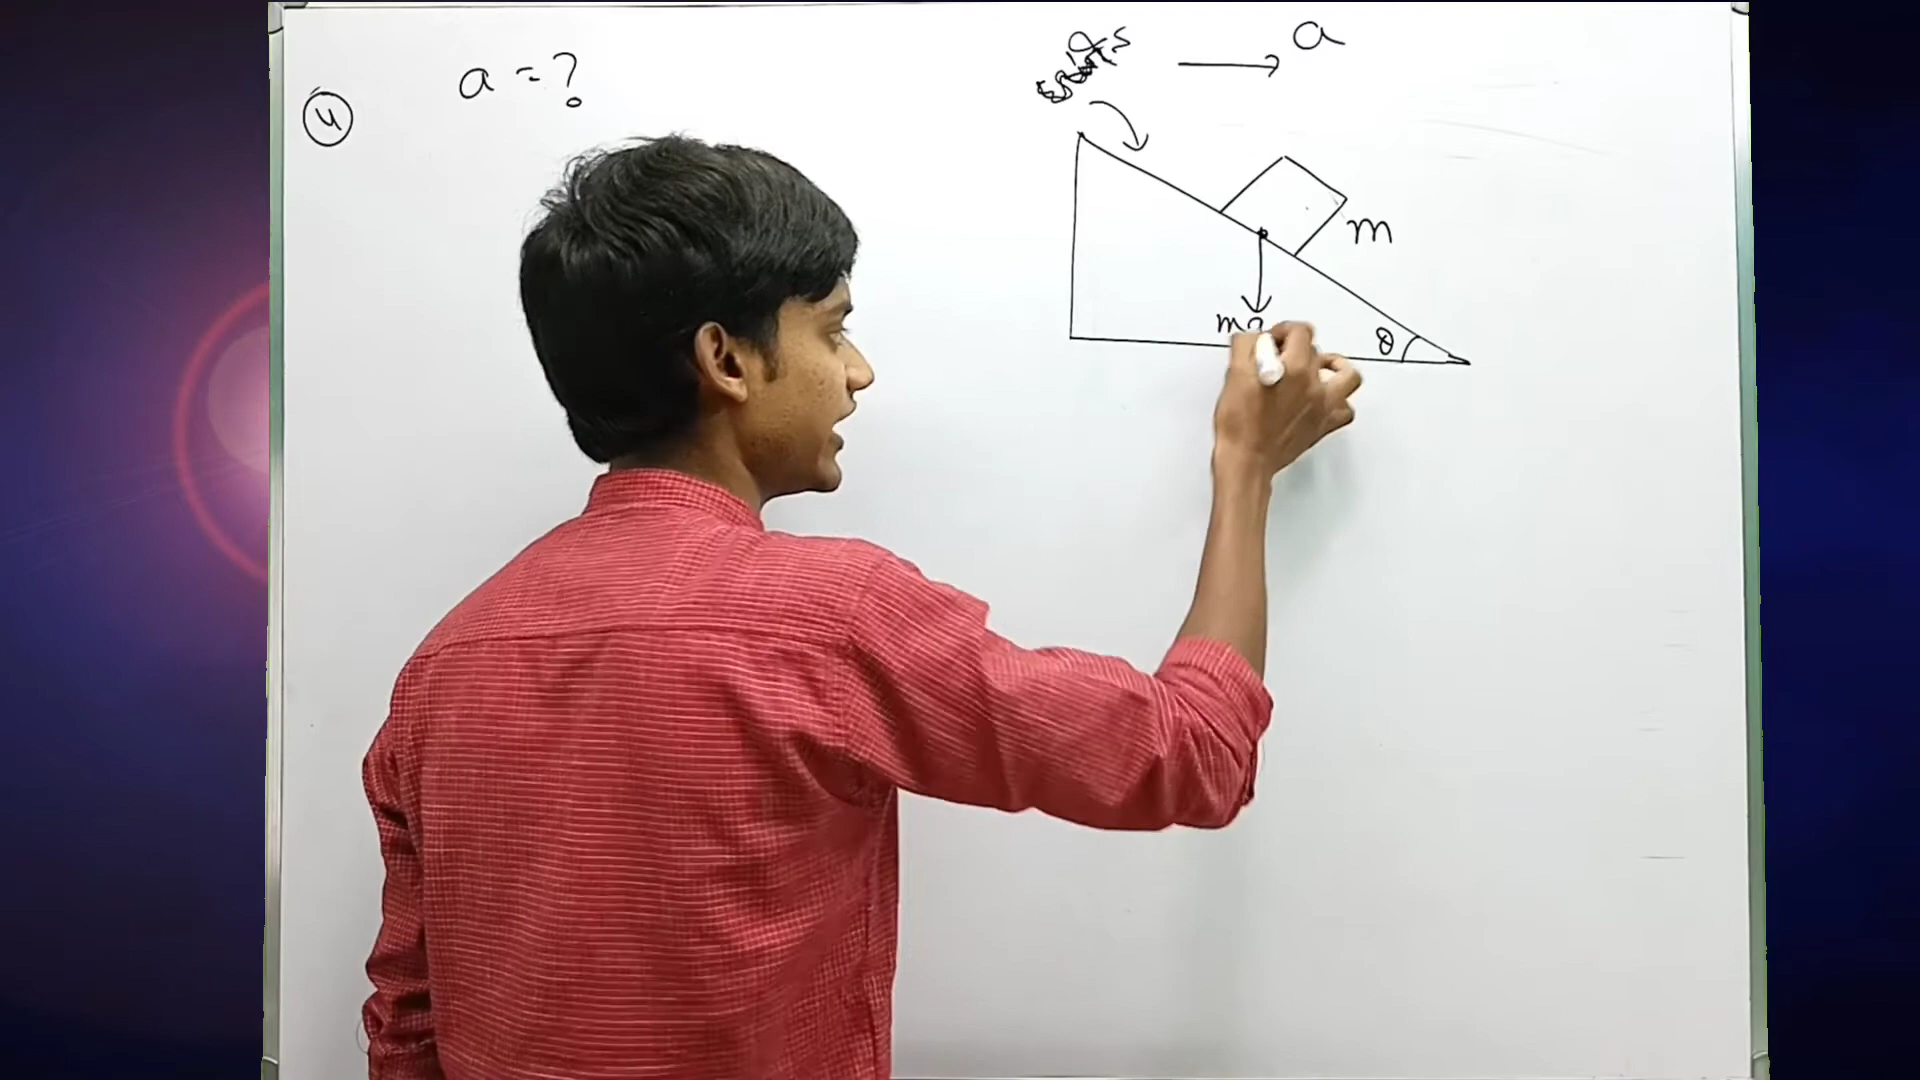 ④
a = ?
a
m
mg
θ